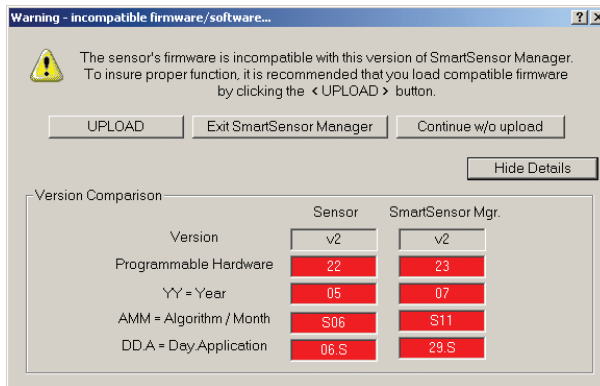 Warning - incompatible firmware/software...
The sensor's firmware is incompatible with this version of SmartSensor Manager.
To insure proper function, it is recommended that you load compatible firmware
by clicking the < UPLOAD > button.
UPLOAD Exit SmartSensor Manager Continue w/o upload
Hide Details
Version Comparison
Sensor SmartSensor Mgr.
Version v2 v2
Programmable Hardware 22 23
YY = Year 05 07
AMM = Algorithm / Month S06 S11
DD.A = Day.Application 06.S 29.S